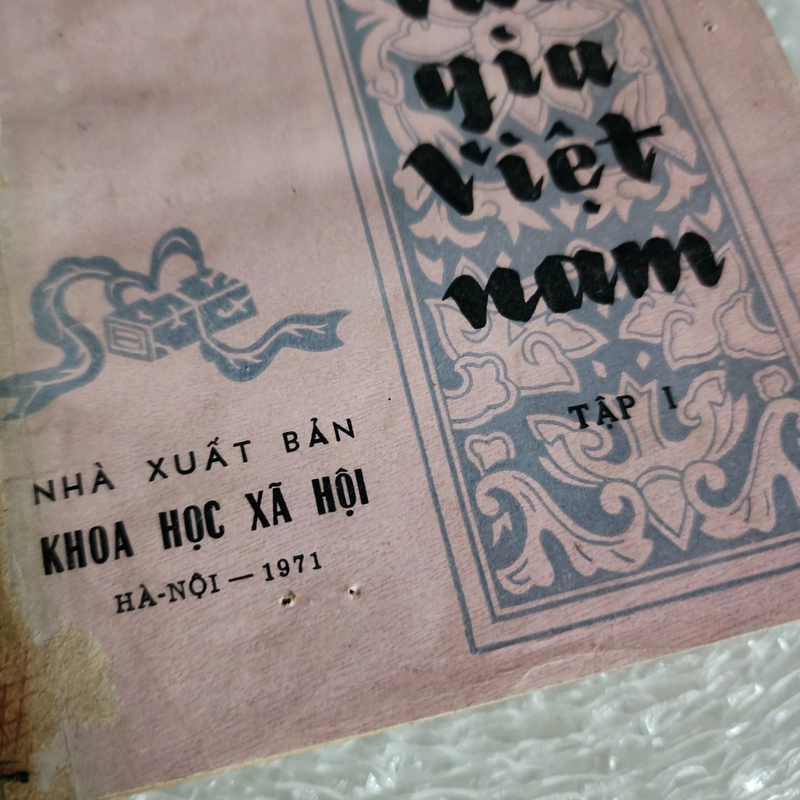 gia
việt
nam
TẬP I
NHÀ XUẤT BẢN
KHOA HỌC XÃ HỘI
HÀ-NỘI — 1971